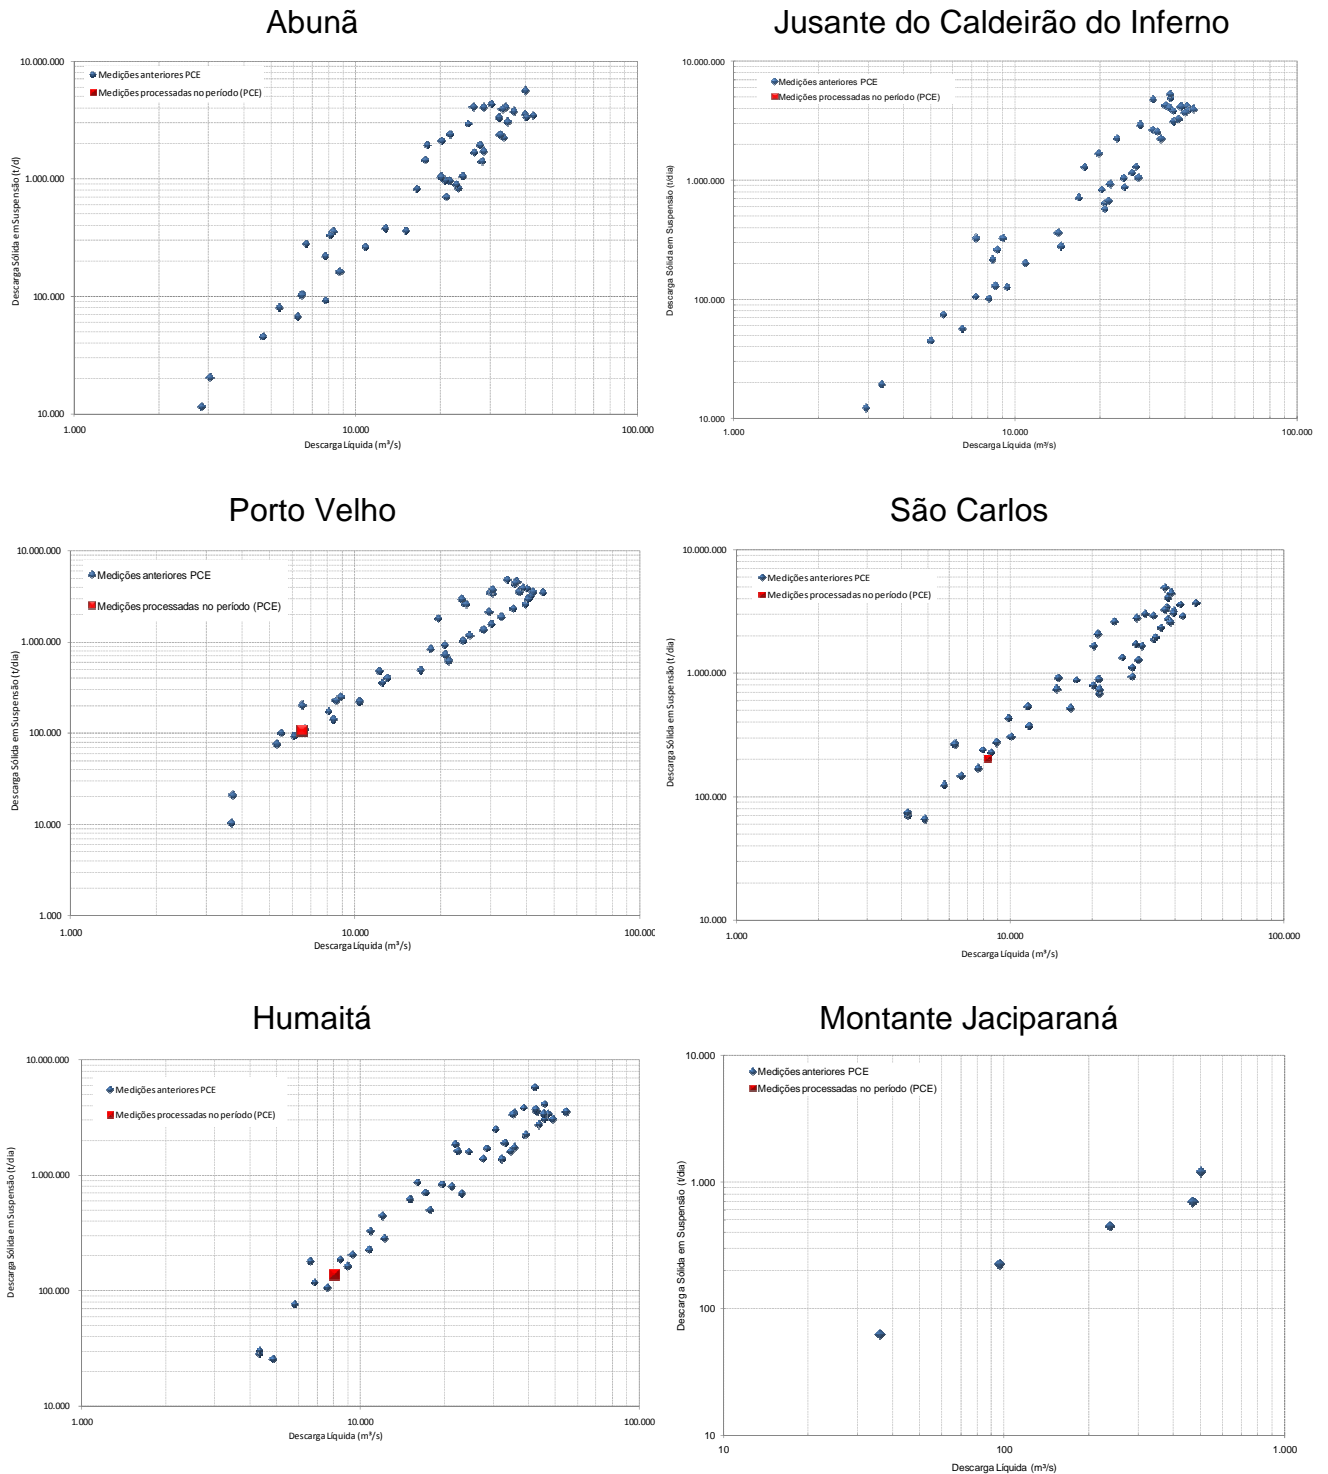 Abunã
10.000.000
Medições anteriores PCE
Medições processadas no período (PCE)
1.000.000
100.000
10.000
1.000
10.000
100.000
Descarga Sólida em Suspensão (t/d)
Descarga Líquida (m³/s)
Jusante do Caldeirão do Inferno
10.000.000
Medições anteriores PCE
Medições processadas no período (PCE)
1.000.000
100.000
10.000
1.000
10.000
100.000
Descarga Sólida em Suspensão (t/dia)
Descarga Líquida (m³/s)
Porto Velho
10.000.000
Medições anteriores PCE
Medições processadas no período (PCE)
1.000.000
100.000
10.000
1.000
1.000
10.000
100.000
Descarga Sólida em Suspensão (t/dia)
Descarga Líquida (m³/s)
São Carlos
10.000.000
Medições anteriores PCE
Medições processadas no período (PCE)
1.000.000
100.000
10.000
1.000
10.000
100.000
Descarga Sólida em Suspensão (t/dia)
Descarga Líquida (m³/s)
Humaitá
10.000.000
Medições anteriores PCE
Medições processadas no período (PCE)
1.000.000
100.000
10.000
1.000
10.000
100.000
Descarga Sólida em Suspensão (t/dia)
Descarga Líquida (m³/s)
Montante Jaciparaná
10.000
Medições anteriores PCE
Medições processadas no período (PCE)
1.000
100
10
10
100
1.000
Descarga Sólida em Suspensão (t/dia)
Descarga Líquida (m³/s)